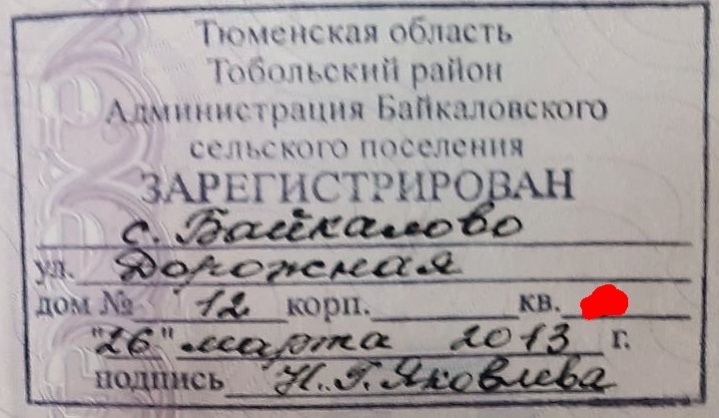 Тюменская область
Тобольский район
Администрация Байкаловского
сельского поселения
ЗАРЕГИСТРИРОВАН
с. Байкалово
ул. Дорожная
дом № 12 корп. кв.
"26" марта 2013 г.
подпись Н.Г. Яковлева